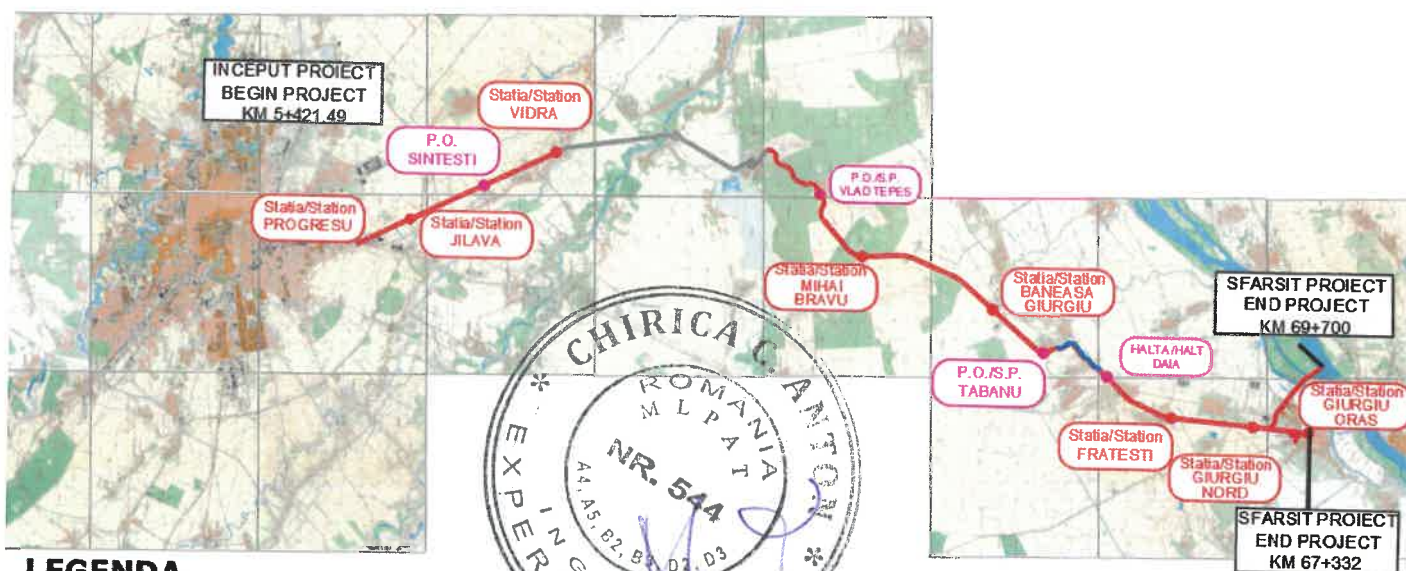 INCEPUT PROIECT
BEGIN PROJECT
KM 5+421.49
Statia/Station
VIDRA
P.O.
SINTESTI
Statia/Station
PROGRESU
Statia/Station
JILAVA
P.O./S.P.
VLAD TEPES
Statia/Station
MIHAI
BRAVU
Statia/Station
BANEASA
GIURGIU
SFARSIT PROIECT
END PROJECT
KM 69+700
P.O./S.P.
TABANU
HALTA/HALT
DAIA
Statia/Station
FRATESTI
Statia/Station
GIURGIU
NORD
Statia/Station
GIURGIU
ORAS
SFARSIT PROIECT
END PROJECT
KM 67+332
* CHIRICA C. ANTON *
ROMANIA
MLPAT
NR. 544
A4, A5, B2, B3, D2, D3
LEGENDA